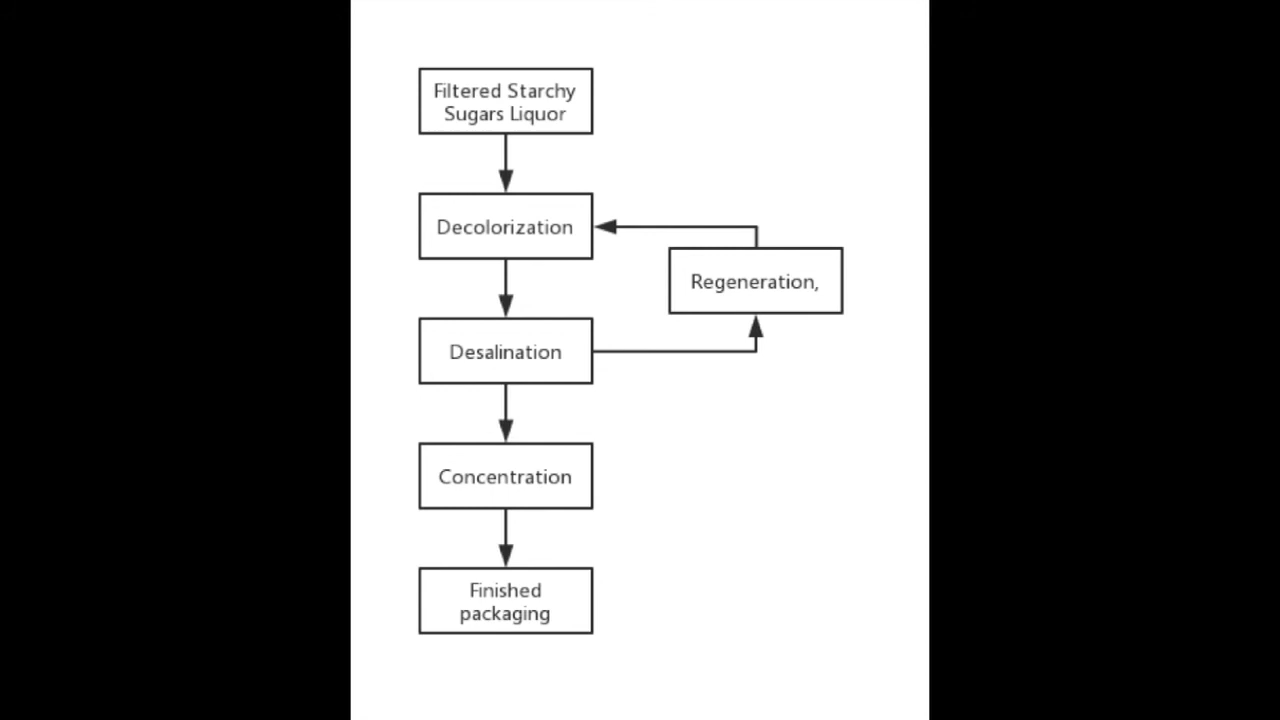 Filtered Starchy
Sugars Liquor
Decolorization
Regeneration,
Desalination
Concentration
Finished
packaging